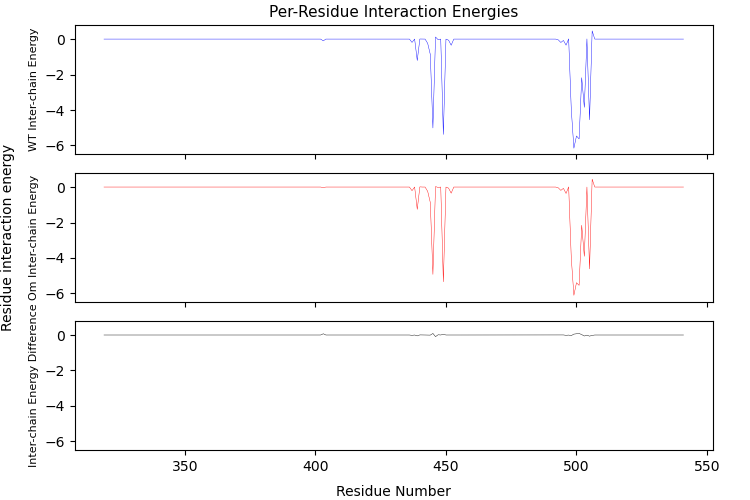 Per-Residue Interaction Energies
Residue interaction energy
WT Inter-chain Energy
0
−2
−4
−6
Om Inter-chain Energy
0
−2
−4
−6
Inter-chain Energy Difference
0
−2
−4
−6
350
400
450
500
550
Residue Number